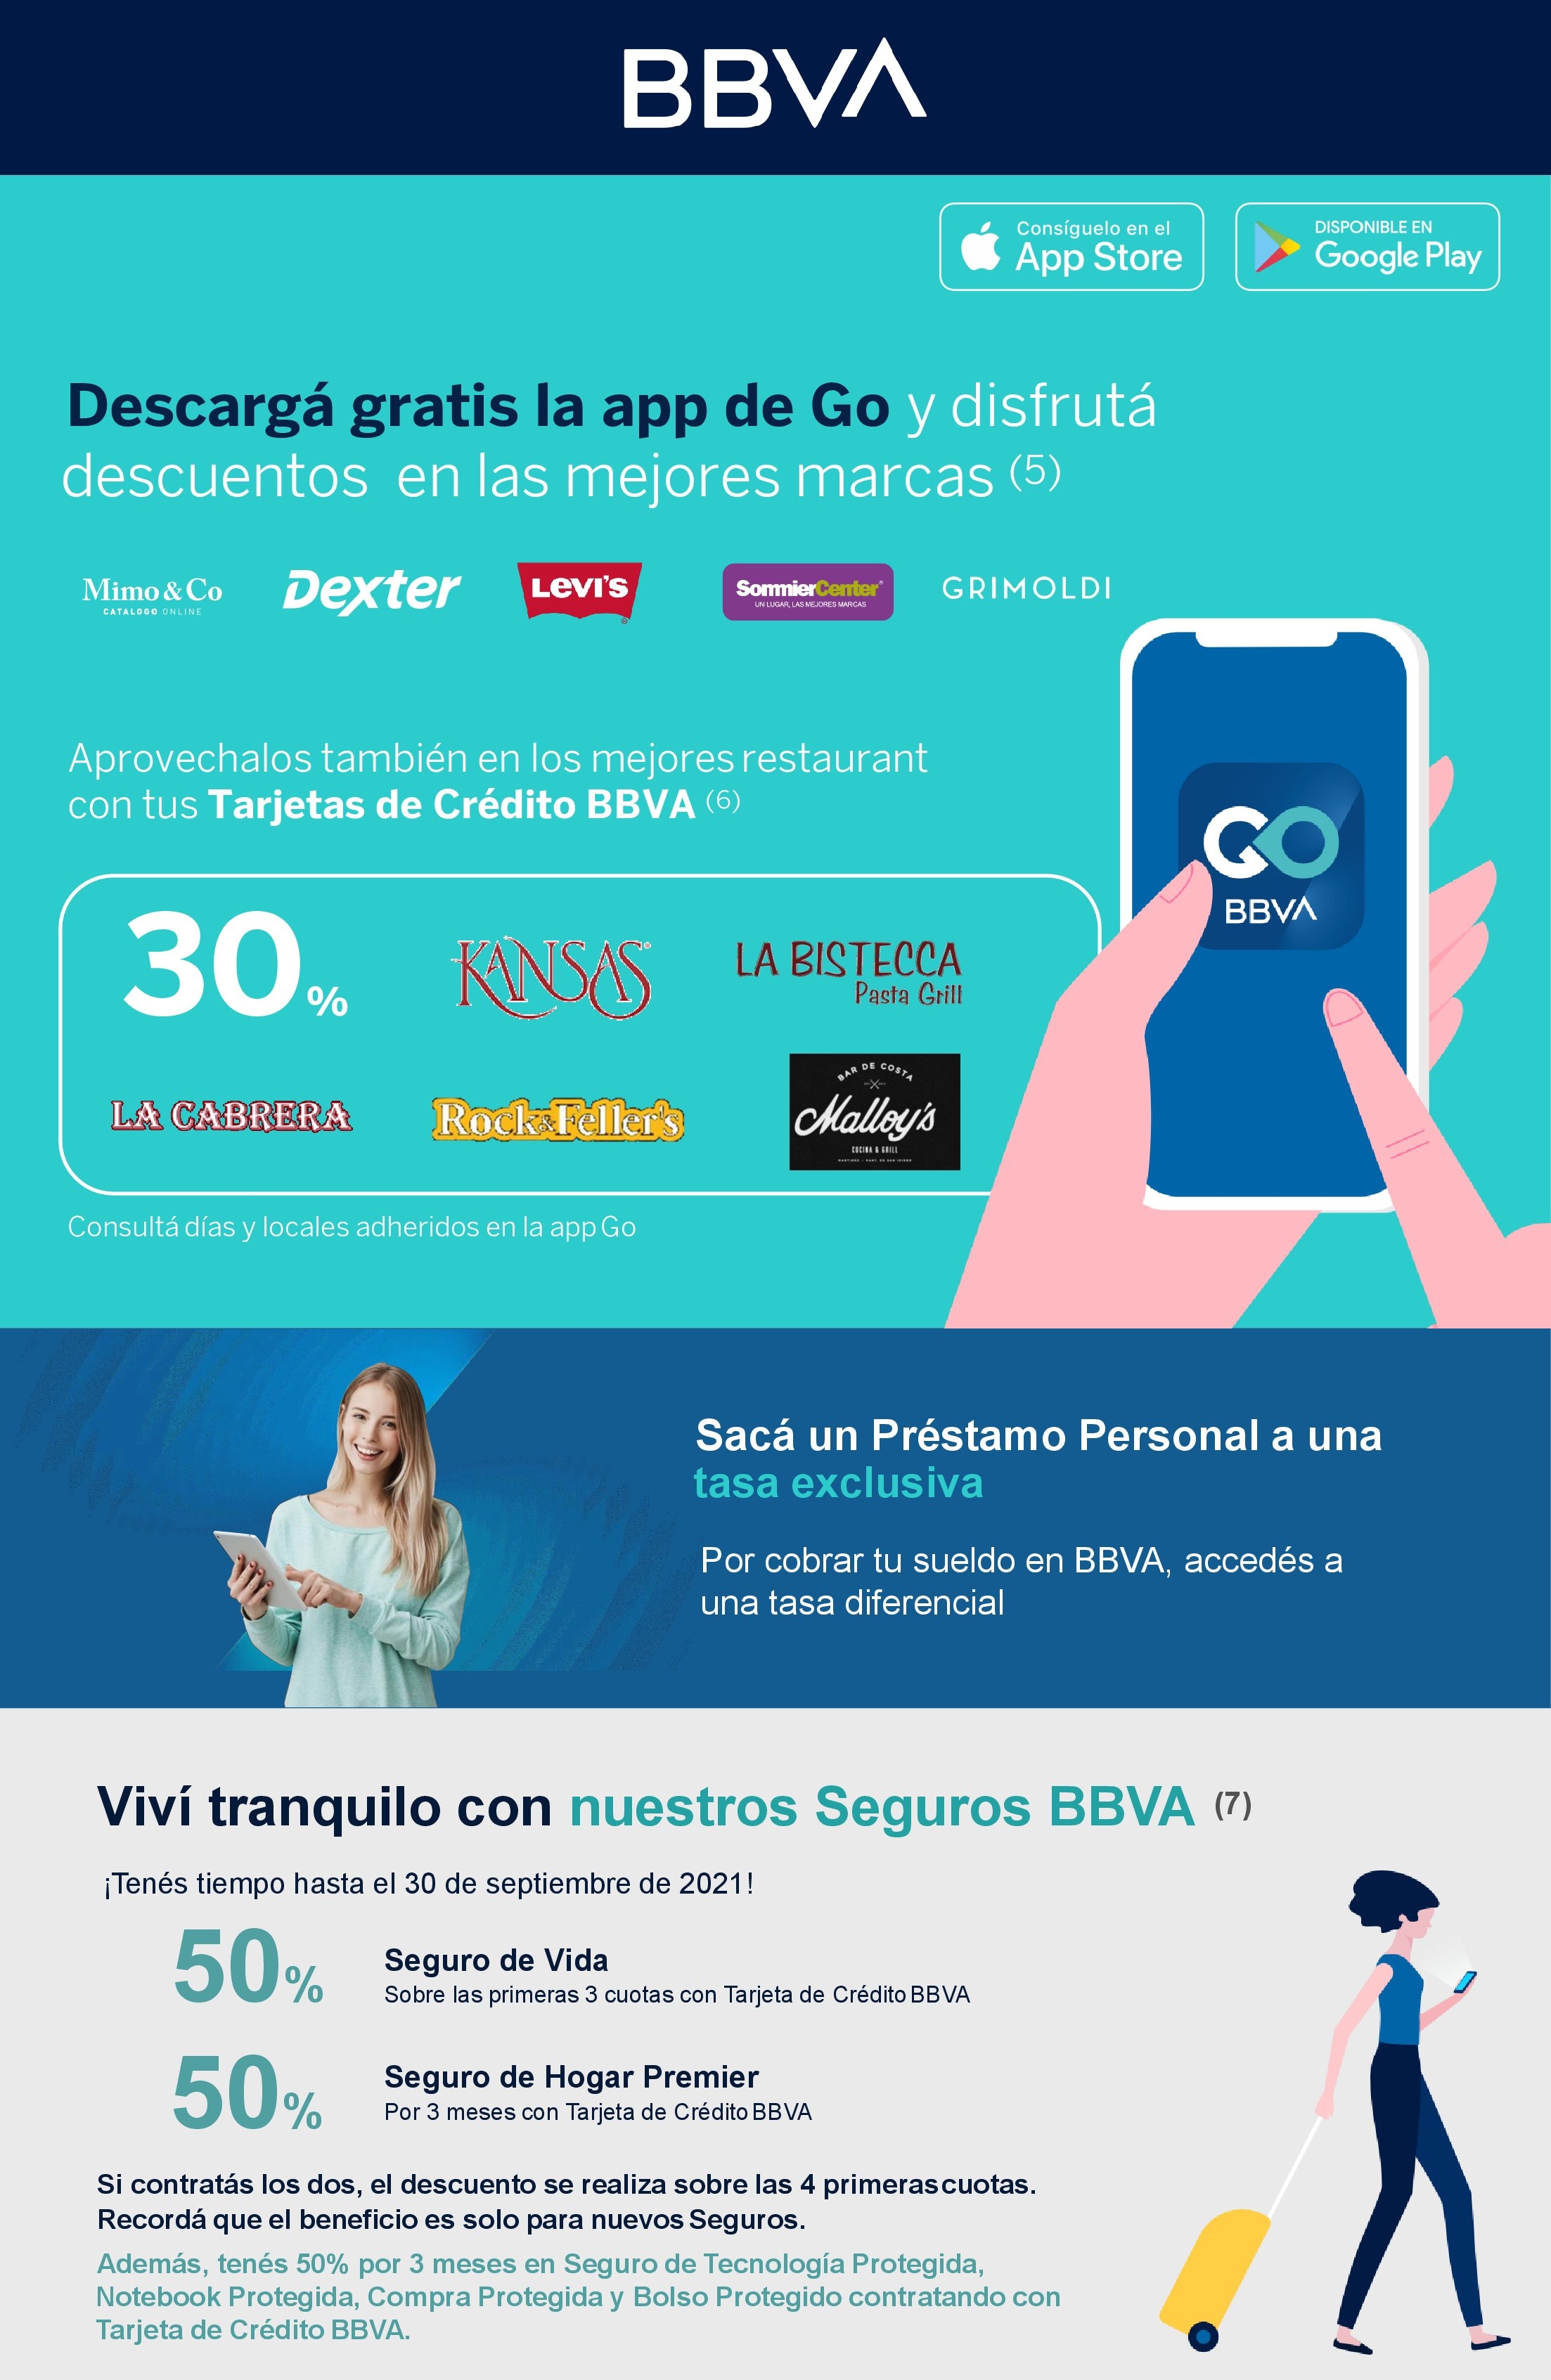 BBVA
Consíguelo en el
App Store
DISPONIBLE EN
Google Play
Descargá gratis la app de Go y disfrutá
descuentos en las mejores marcas (5)
Mimo & Co
CATALOGO ONLINE
Dexter
LEVI'S
SommierCenter
UN LUGAR, LAS MEJORES MARCAS
GRIMOLDI
Aprovechalos también en los mejores restaurant
con tus Tarjetas de Crédito BBVA (6)
GO
BBVA
30%
KANSAS
LA BISTECCA
Pasta Grill
LA CABRERA
Rock&Feller's
BAR DE COSTA
Malloy's
COCINA & GRILL
Consultá días y locales adheridos en la app Go
Sacá un Préstamo Personal a una
tasa exclusiva
Por cobrar tu sueldo en BBVA, accedés a
una tasa diferencial
Viví tranquilo con nuestros Seguros BBVA (7)
¡Tenés tiempo hasta el 30 de septiembre de 2021!
50%
Seguro de Vida
Sobre las primeras 3 cuotas con Tarjeta de Crédito BBVA
50%
Seguro de Hogar Premier
Por 3 meses con Tarjeta de Crédito BBVA
Si contratás los dos, el descuento se realiza sobre las 4 primeras cuotas.
Recordá que el beneficio es solo para nuevos Seguros.
Además, tenés 50% por 3 meses en Seguro de Tecnología Protegida,
Notebook Protegida, Compra Protegida y Bolso Protegido contratando con
Tarjeta de Crédito BBVA.